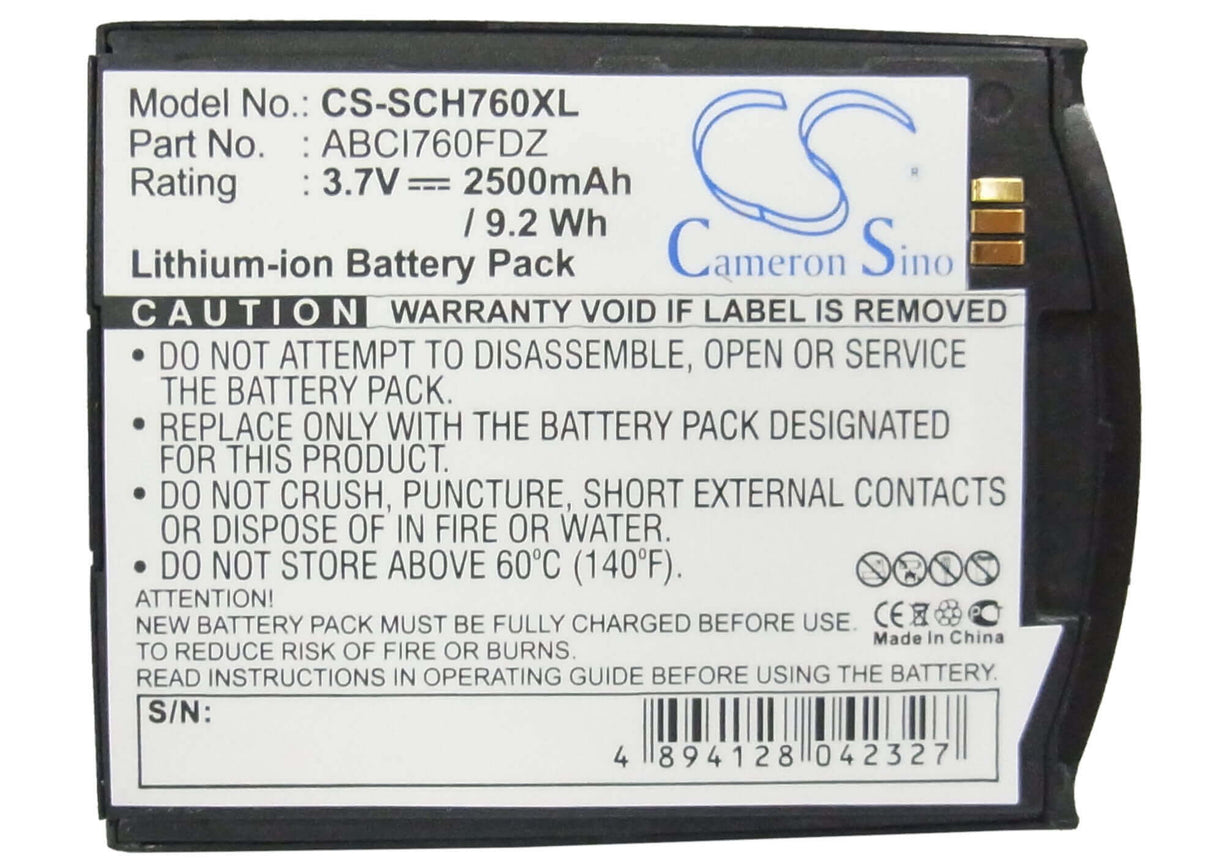 Model No.: CS-SCH760XL
Part No. : ABCI760FDZ
Rating : 3.7V 2500mAh
/ 9.2 Wh
Lithium-ion Battery Pack
CS
®
Cameron Sino
CAUTION WARRANTY VOID IF LABEL IS REMOVED
• DO NOT ATTEMPT TO DISASSEMBLE, OPEN OR SERVICE
THE BATTERY PACK.
• REPLACE ONLY WITH THE BATTERY PACK DESIGNATED
FOR THIS PRODUCT.
• DO NOT CRUSH, PUNCTURE, SHORT EXTERNAL CONTACTS
OR DISPOSE OF IN FIRE OR WATER.
• DO NOT STORE ABOVE 60°C (140°F).
ATTENTION!
NEW BATTERY PACK MUST BE FULLY CHARGED BEFORE USE.
TO REDUCE RISK OF FIRE OR BURNS.
READ INSTRUCTIONS IN OPERATING GUIDE BEFORE USING THE BATTERY.
CE
Made In China
S/N:
4 894128 042327